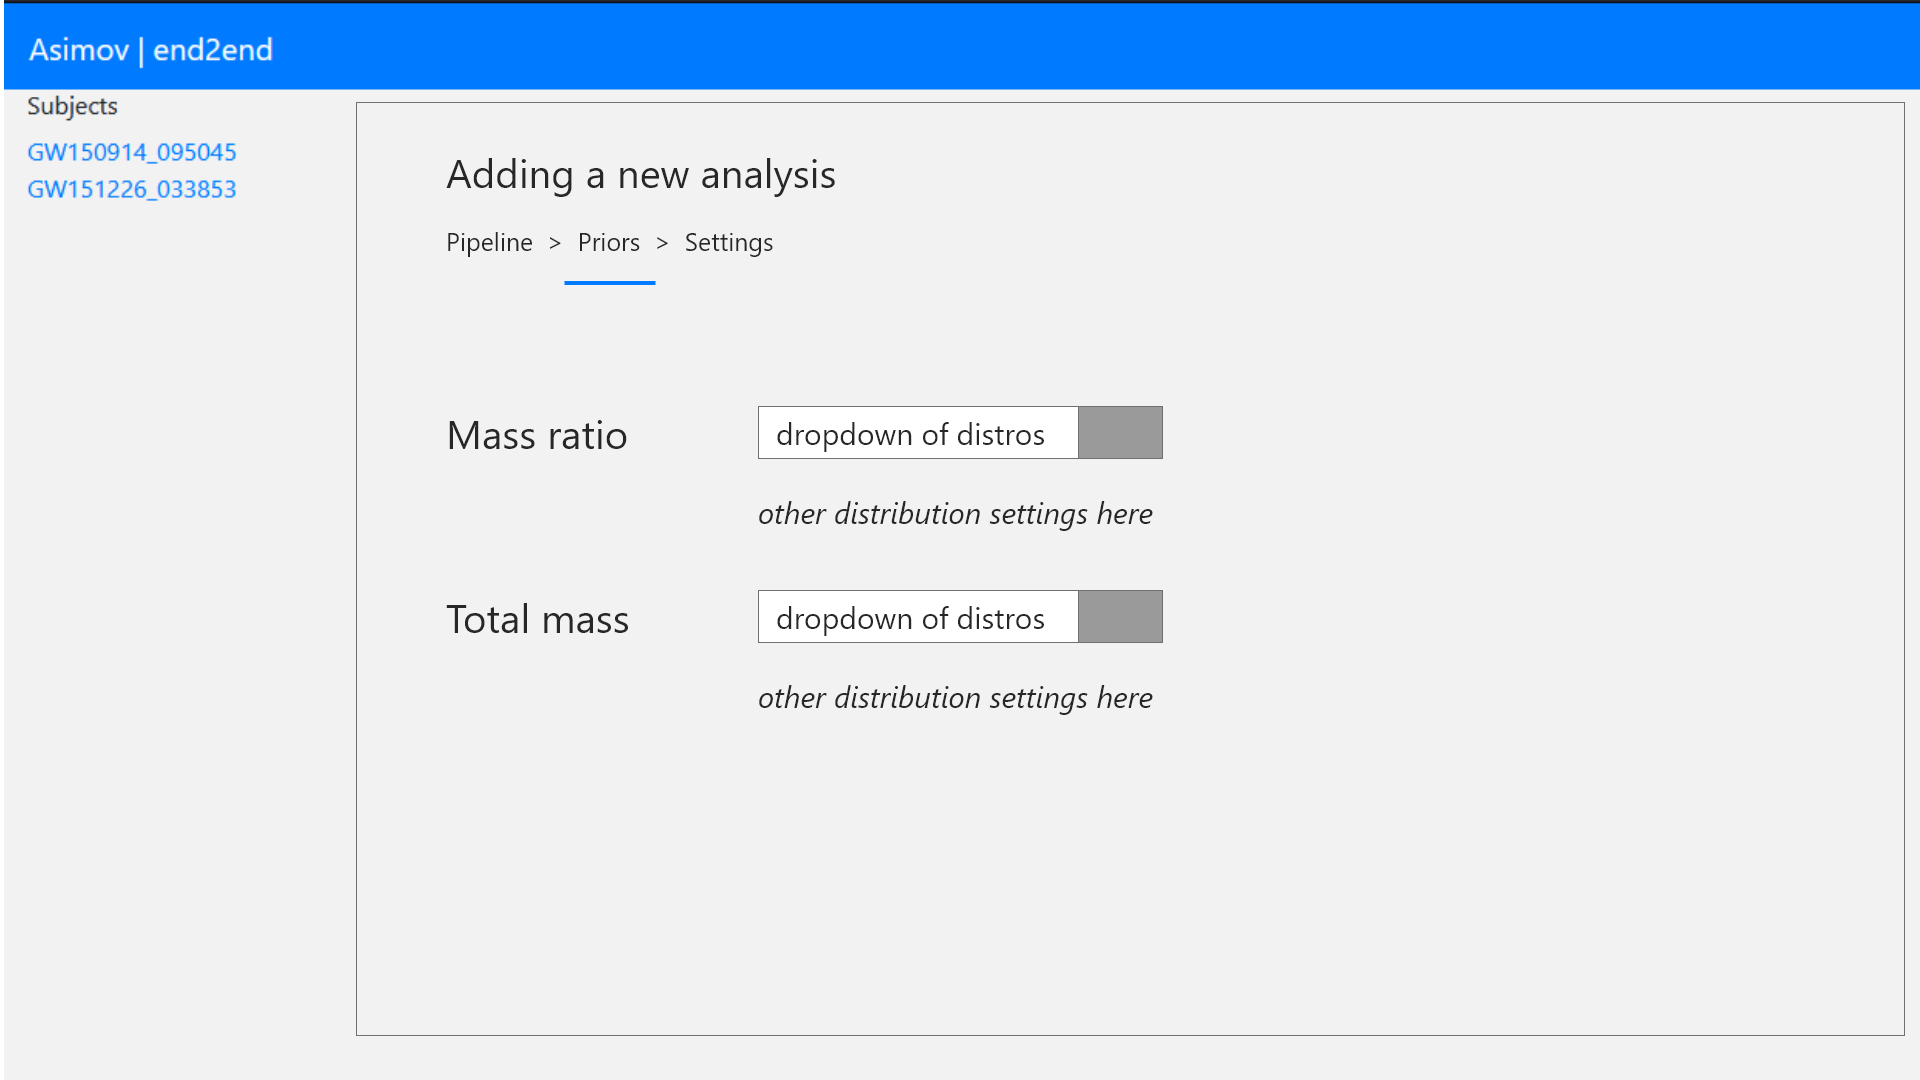 Asimov | end2end
Subjects
GW150914_095045
GW151226_033853
Adding a new analysis
Pipeline > Priors > Settings
Mass ratio
dropdown of distros
other distribution settings here
Total mass
dropdown of distros
other distribution settings here